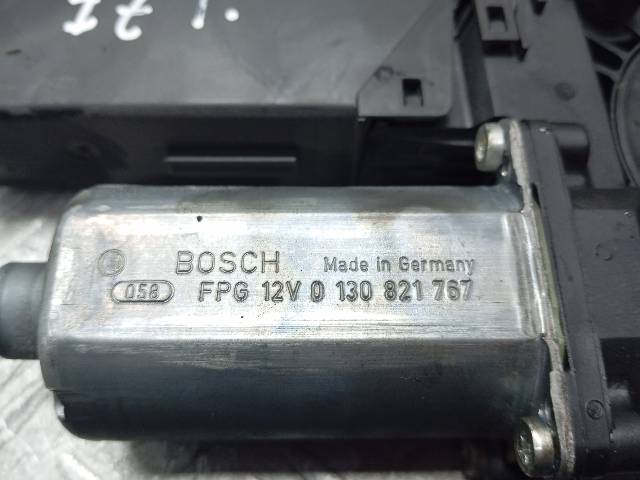 BOSCH Made in Germany
058 FPG 12V 0 130 821 767